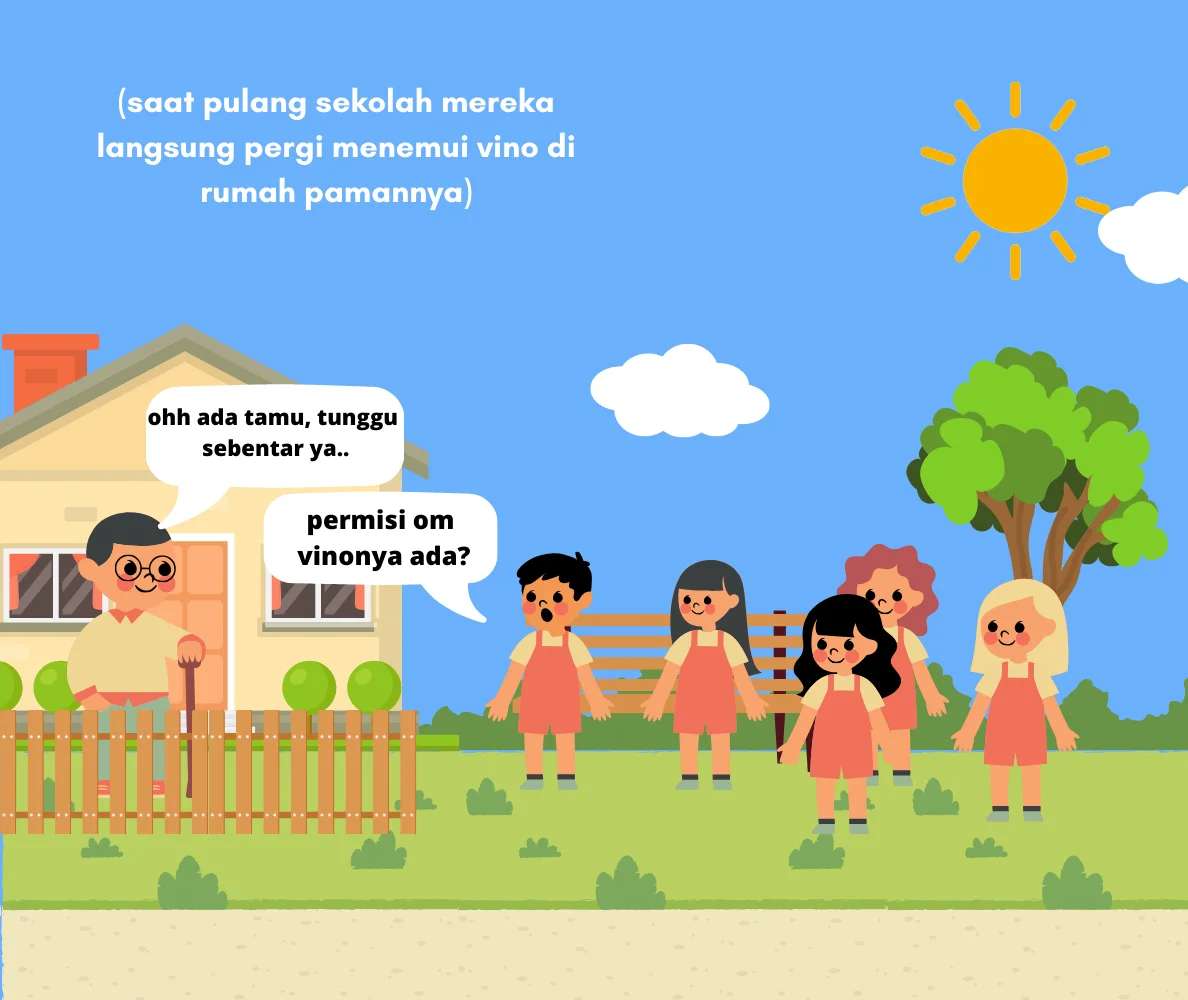 (saat pulang sekolah mereka
langsung pergi menemui vino di
rumah pamannya)
ohh ada tamu, tunggu
sebentar ya..
permisi om
vinonya ada?